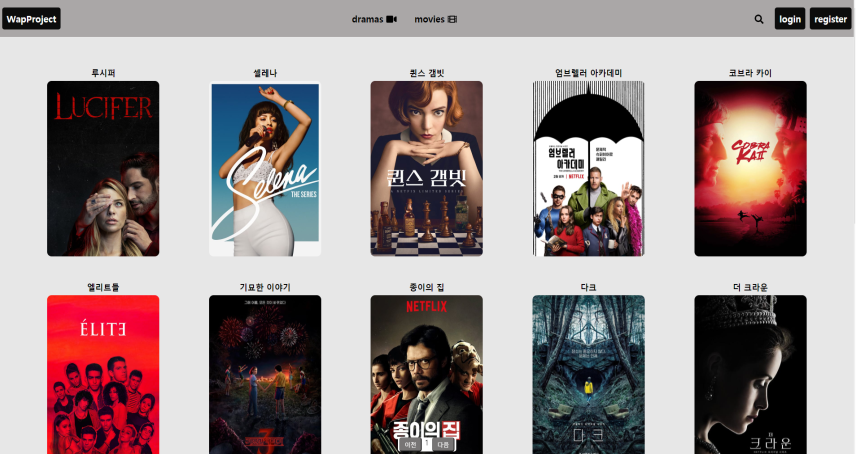 WapProject
dramas
movies
login
register
루시퍼
셀레나
퀸스 갬빗
엄브렐러 아카데미
코브라 카이
LUCIFER
Selena
THE SERIES
퀸스 갬빗
엄브렐러
아카데미
NETFLIX
COBRA
KAI
엘리트들
기묘한 이야기
종이의 집
다크
더 크라운
ÉLITE
NETFLIX
종이의 집
다크
더
크라운
이전
1
다음